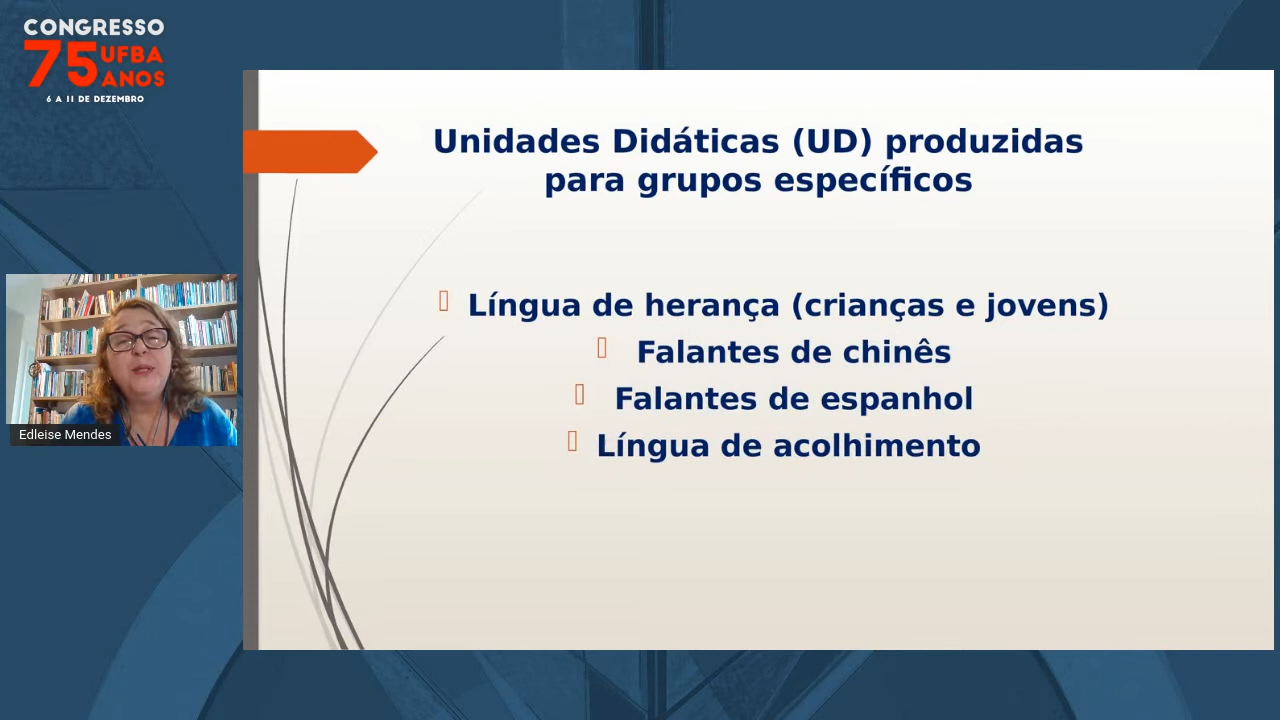 CONGRESSO
75 UFBA
ANOS
6 A 11 DE DEZEMBRO
Unidades Didáticas (UD) produzidas
para grupos específicos
Língua de herança (crianças e jovens)
Falantes de chinês
Falantes de espanhol
Língua de acolhimento
Edleise Mendes